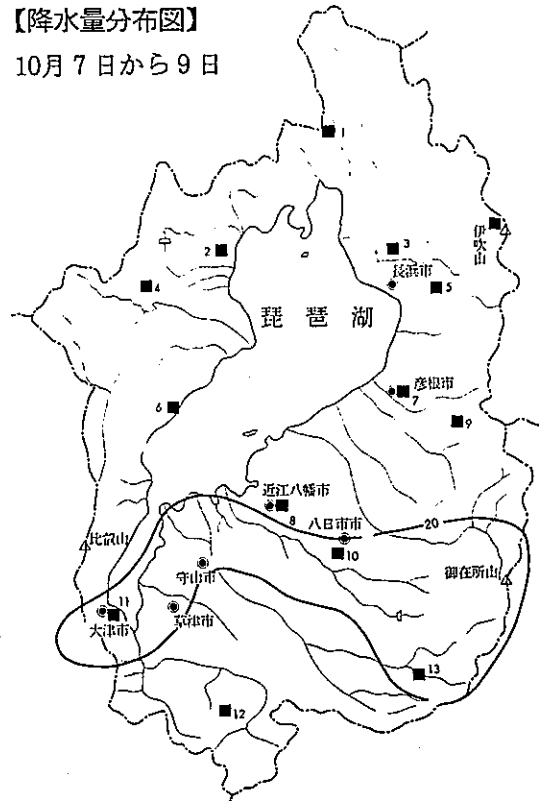 【降水量分布図】
10月7日から9日
1
伊吹山
2
3
長浜市
4
5
琵琶湖
彦根市
7
6
9
近江八幡市
8
八日市市
20
10
比叡山
守山市
御在所山
11
大津市
草津市
13
12